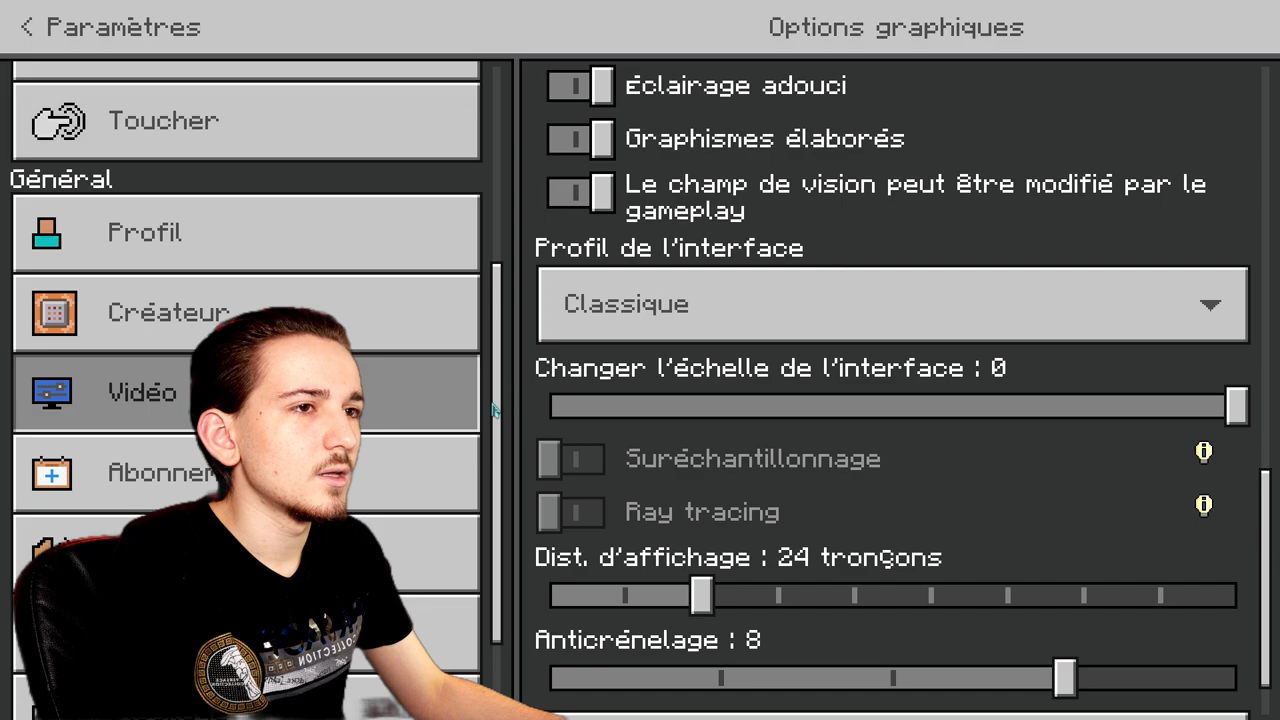 Paramètres
Options graphiques
Toucher
Général
Profil
Créateur
Vidéo
Éclairage adouci
Graphismes élaborés
Le champ de vision peut être modifié par le
gameplay
Profil de l'interface
Classique
Changer l'échelle de l'interface : 0
Suréchantillonnage
Ray tracing
Dist. d'affichage : 24 tronçons
Anticrénelage : 8